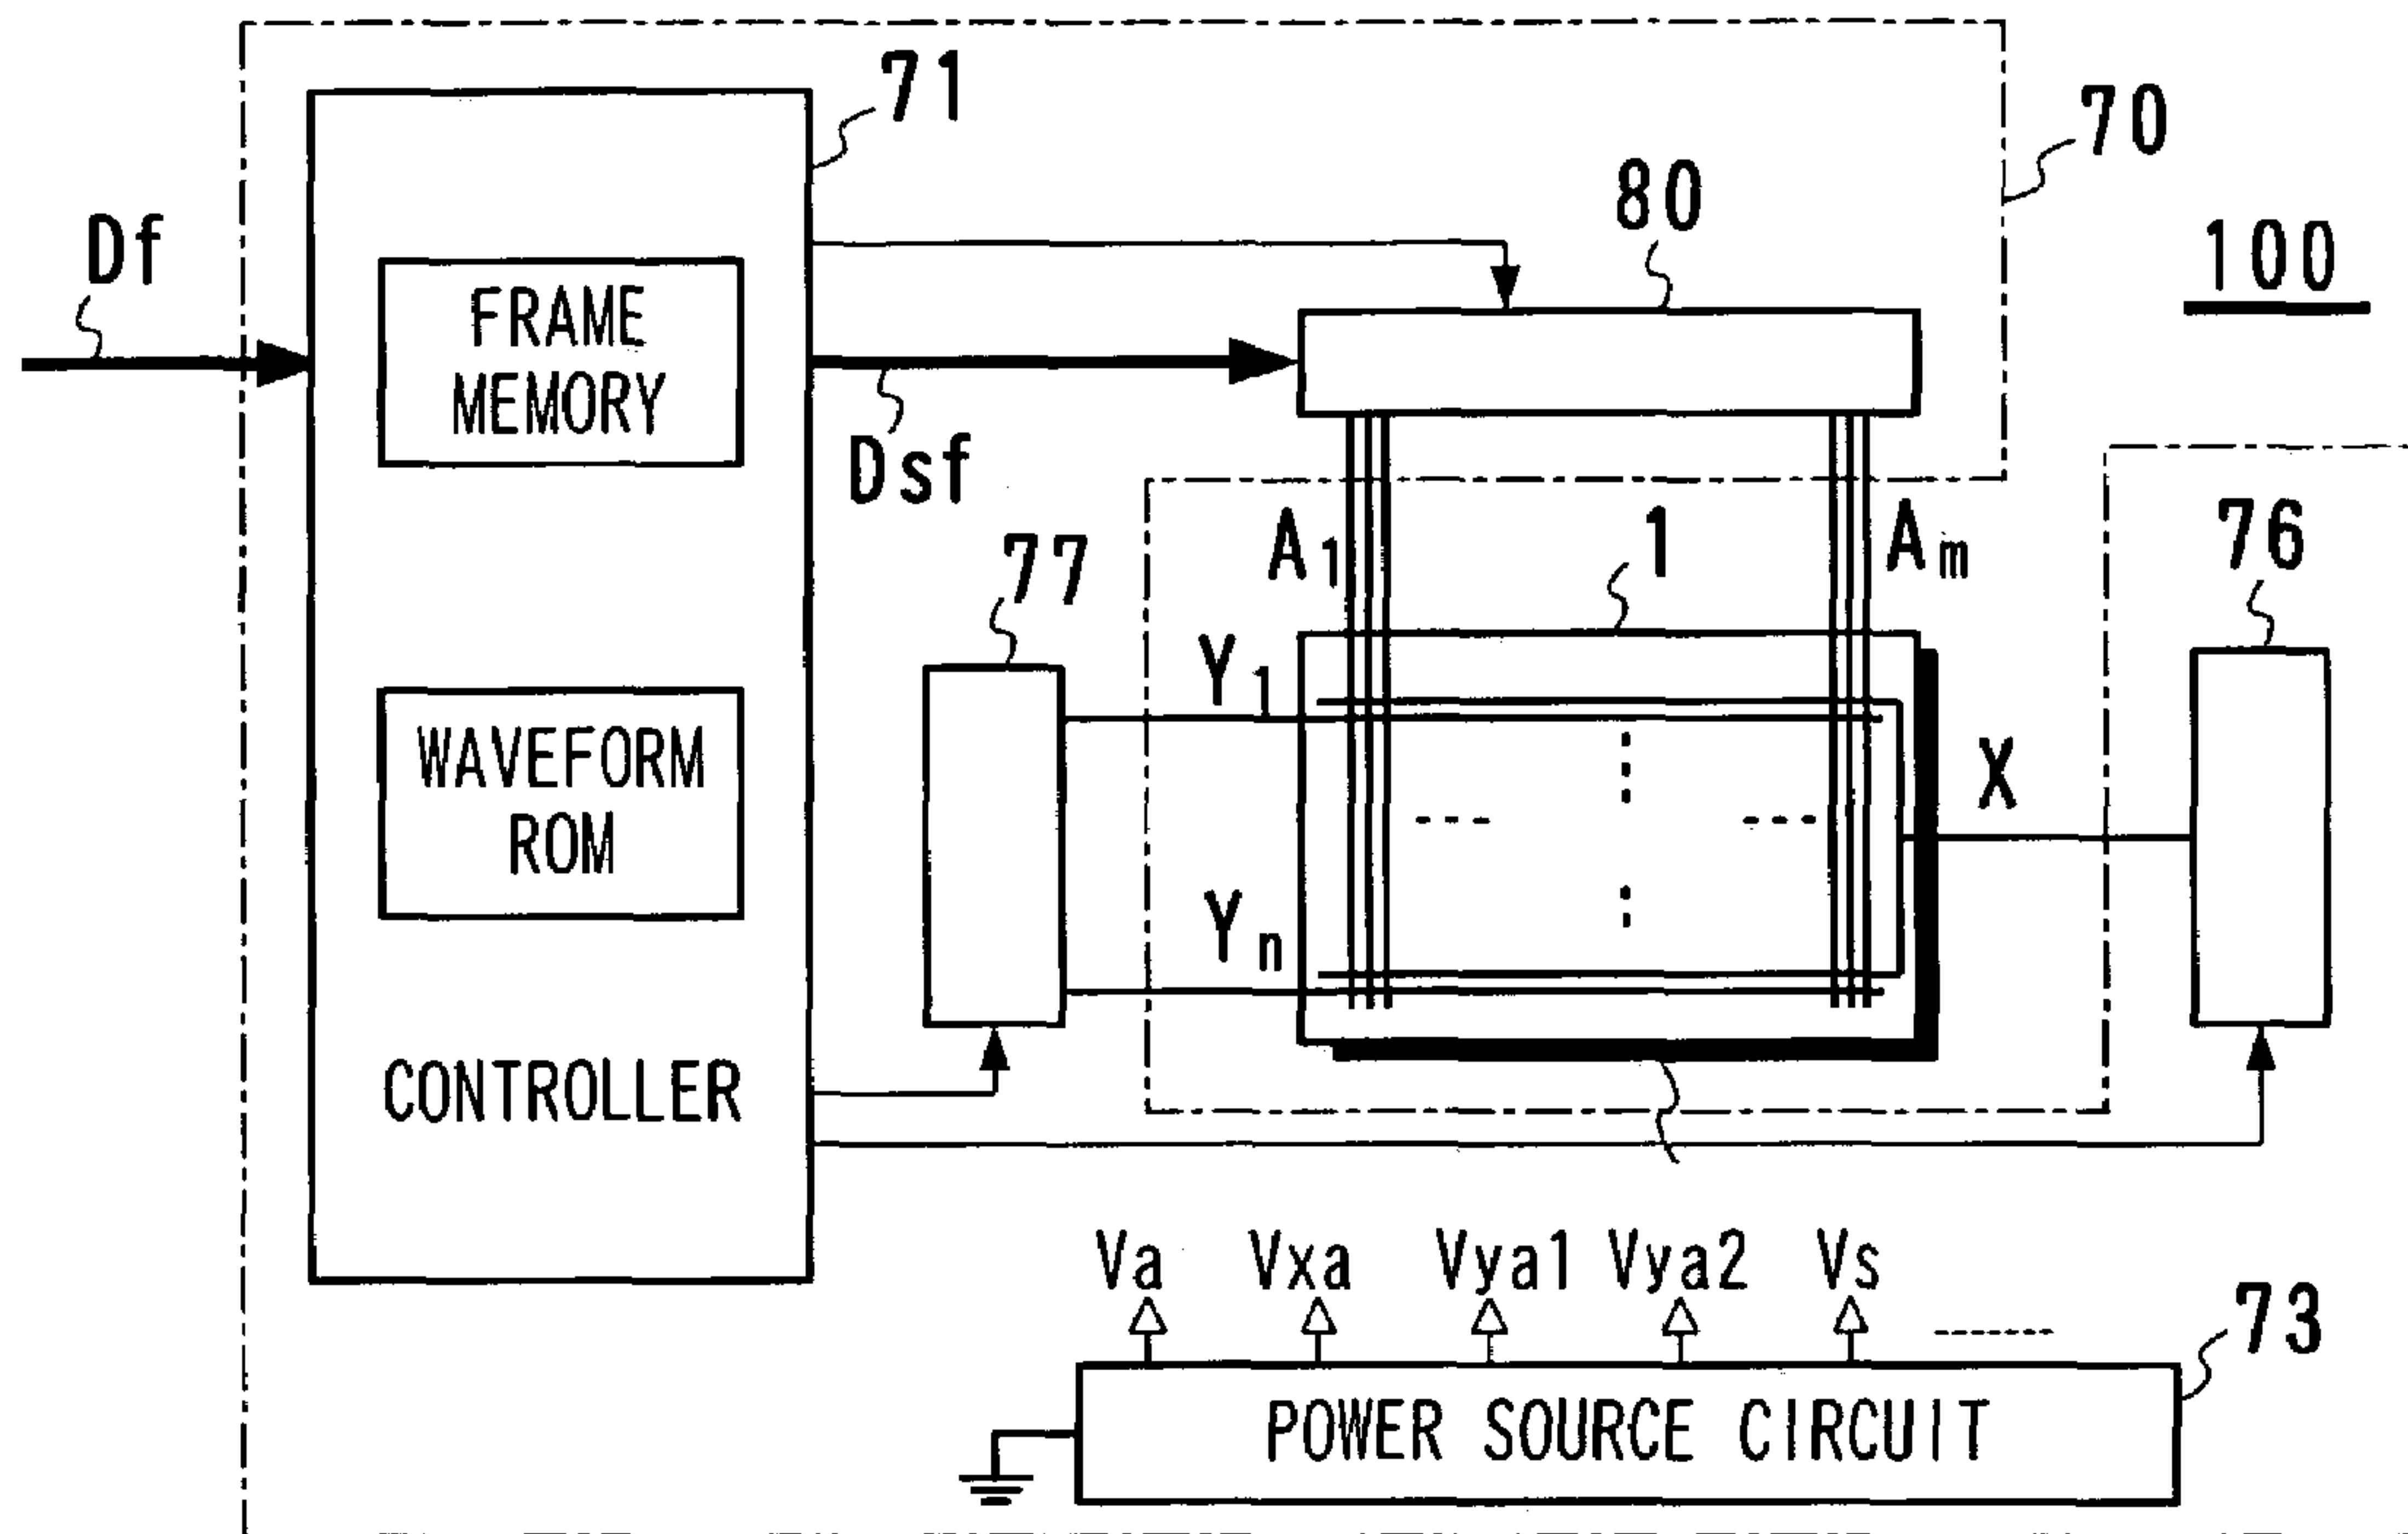 71
70
80
100
Df
FRAME
MEMORY
Dsf
A1
1
Am
76
77
Y1
WAVEFORM
ROM
X
Yn
CONTROLLER
Va Vxa Vya1 Vya2 Vs
73
POWER SOURCE CIRCUIT